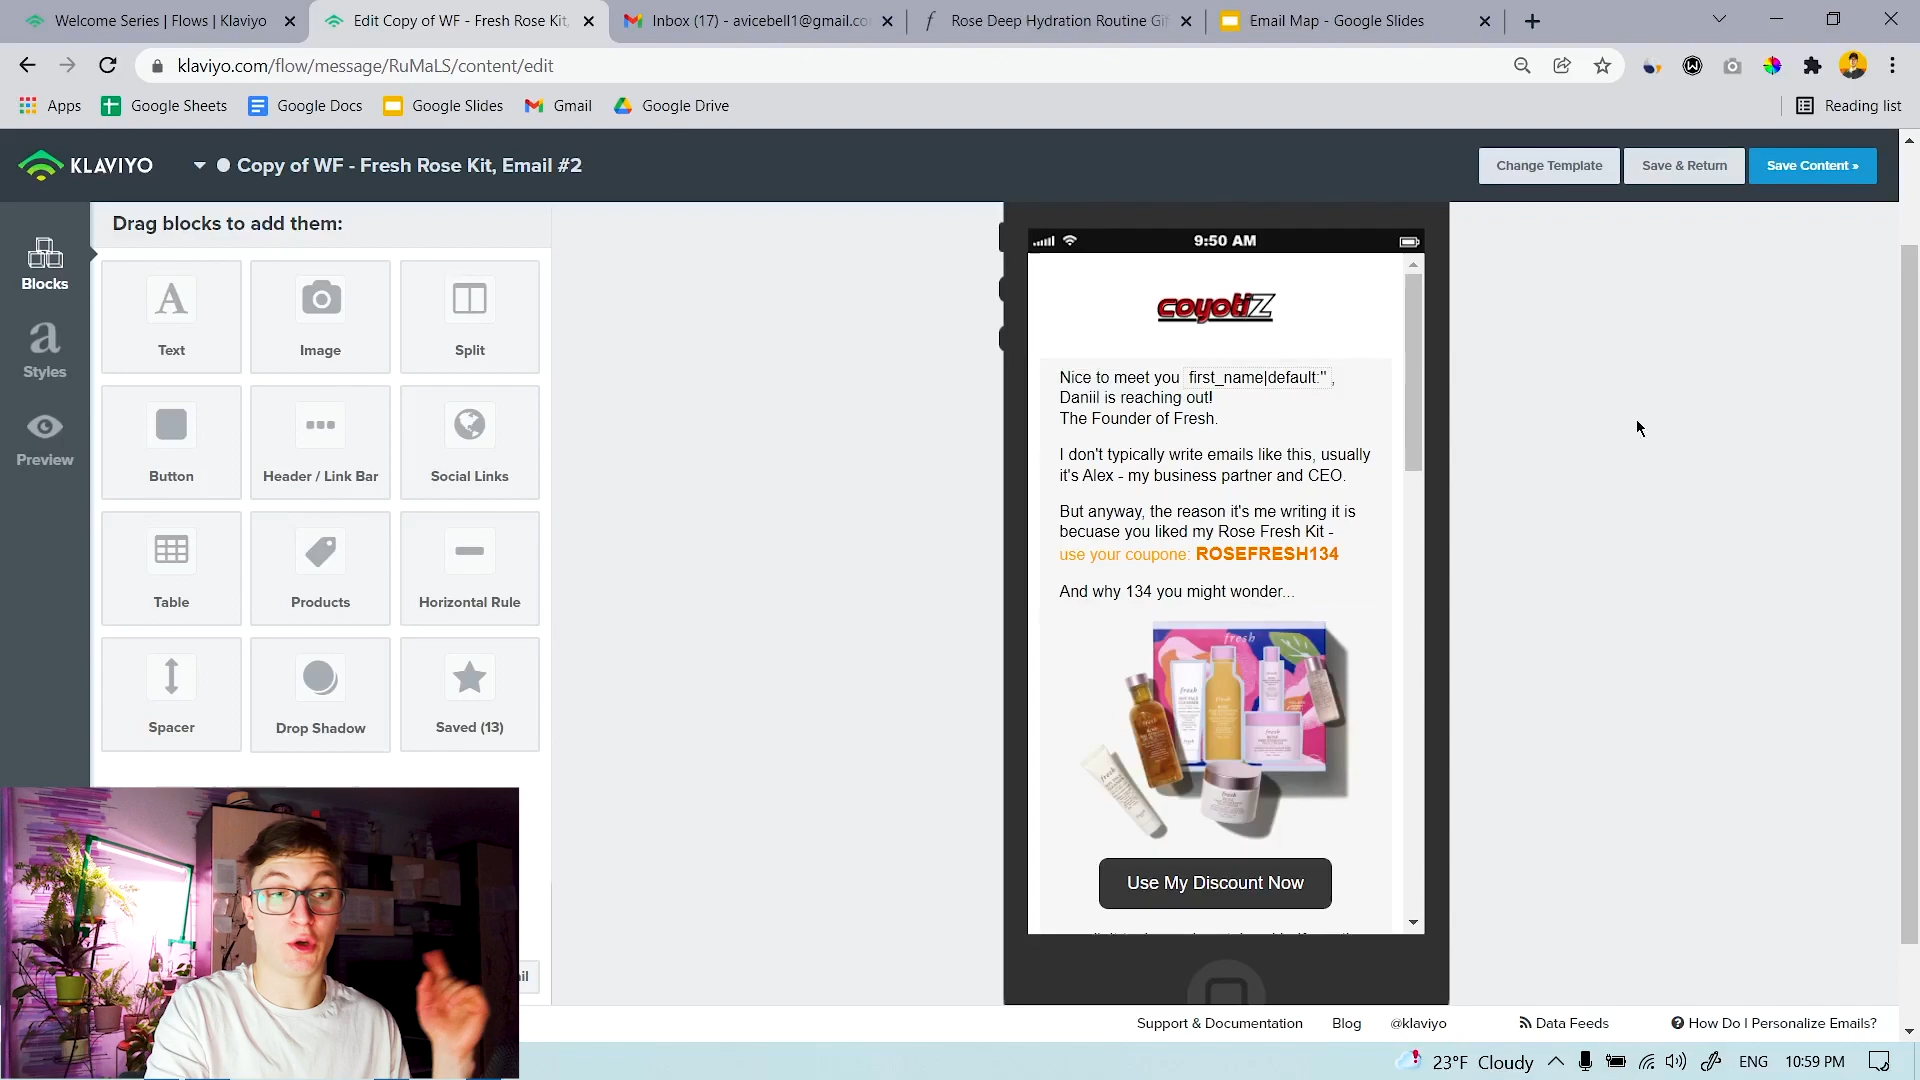 Welcome Series | Flows | Klaviyo
Edit Copy of WF - Fresh Rose Kit,
Inbox (17) - avicebell1@gmail.co
Rose Deep Hydration Routine Gif
Email Map - Google Slides
klaviyo.com/flow/message/RuMaLS/content/edit
Apps
Google Sheets
Google Docs
Google Slides
Gmail
Google Drive
Reading list
KLAVIYO
Copy of WF - Fresh Rose Kit, Email #2
Change Template
Save & Return
Save Content »
Drag blocks to add them:
Blocks
Styles
Preview
Text
Image
Split
Button
Header / Link Bar
Social Links
Table
Products
Horizontal Rule
Spacer
Drop Shadow
Saved (13)
9:50 AM
coyotiZ
Nice to meet you first_name|default:'' ,
Daniil is reaching out!
The Founder of Fresh.
I don't typically write emails like this, usually
it's Alex - my business partner and CEO.
But anyway, the reason it's me writing it is
becuase you liked my Rose Fresh Kit -
use your coupone: ROSEFRESH134
And why 134 you might wonder...
fresh
fresh
fresh
fresh
fresh
Use My Discount Now
ail
Support & Documentation
Blog
@klaviyo
Data Feeds
How Do I Personalize Emails?
23°F Cloudy
ENG
10:59 PM